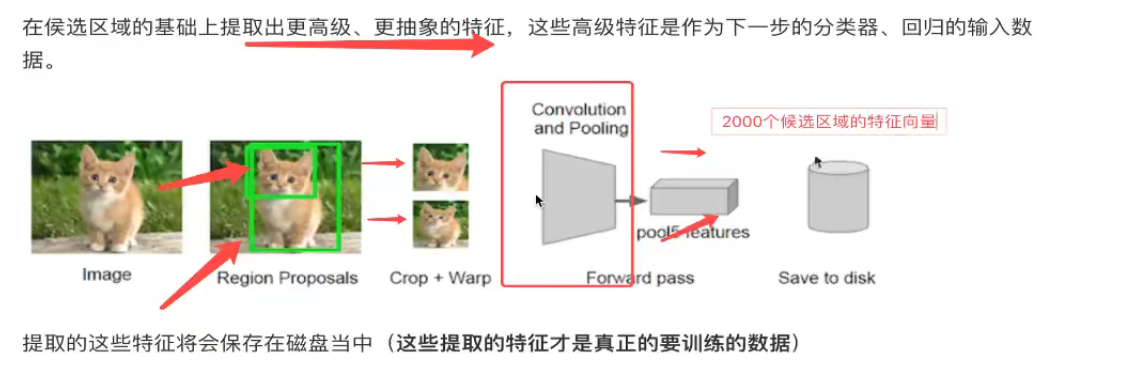 在候选区域的基础上提取出更高级、更抽象的特征，这些高级特征是作为下一步的分类器、回归的输入数
据。
Convolution
and Pooling
2000个候选区域的特征向量
pool5 features
Image
Region Proposals
Crop + Warp
Forward pass
Save to disk
提取的这些特征将会保存在磁盘当中（这些提取的特征才是真正的要训练的数据）